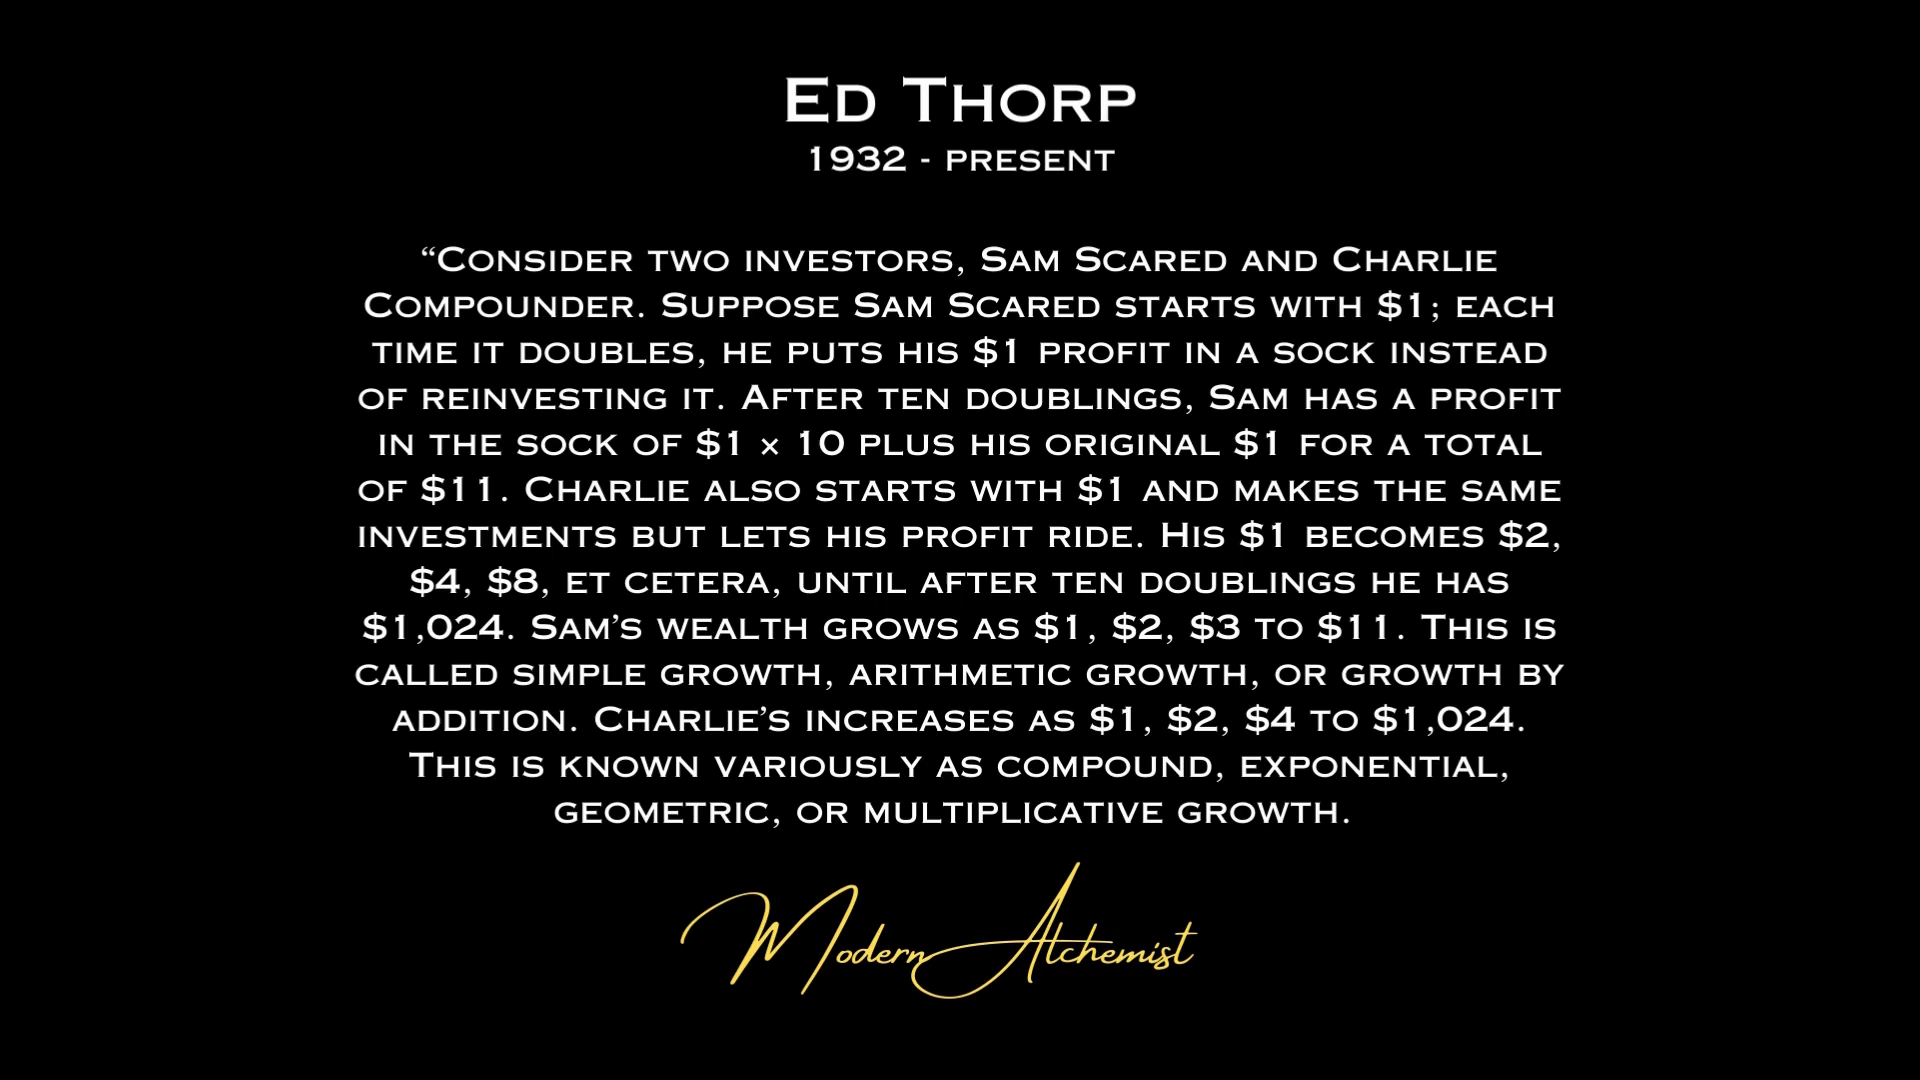 Ed Thorp
1932 - present
“Consider two investors, Sam Scared and Charlie
Compounder. Suppose Sam Scared starts with $1; each
time it doubles, he puts his $1 profit in a sock instead
of reinvesting it. After ten doublings, Sam has a profit
in the sock of $1 × 10 plus his original $1 for a total
of $11. Charlie also starts with $1 and makes the same
investments but lets his profit ride. His $1 becomes $2,
$4, $8, et cetera, until after ten doublings he has
$1,024. Sam’s wealth grows as $1, $2, $3 to $11. This is
called simple growth, arithmetic growth, or growth by
addition. Charlie’s increases as $1, $2, $4 to $1,024.
This is known variously as compound, exponential,
geometric, or multiplicative growth.
Modern Alchemist